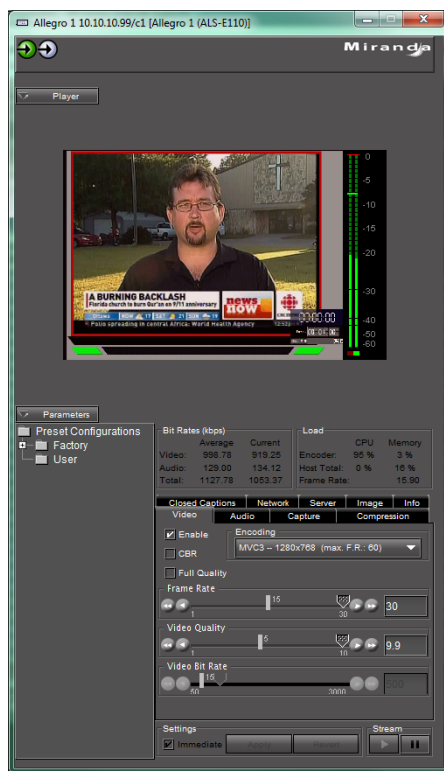 Allegro 1 10.10.10.99/c1 [Allegro 1 (ALS-E110)]
Miranda
Player
0
-5
-10
-15
-20
-30
-40
-50
-60
A BURNING BACKLASH
Florida church to burn Qur'an on 9/11 anniversary
news now
Polio spreading in central Africa: World Health Agency
00:00:00
Parameters
Preset Configurations
Factory
User
Bit Rates (kbps)
Average Current
Video: 998.78 919.25
Audio: 129.00 134.12
Total: 1127.78 1053.37
Load
CPU Memory
Encoder: 95 % 3 %
Host Total: 0 % 16 %
Frame Rate: 15.90
Closed Captions Network Server Image Info
Video Audio Capture Compression
Enable
CBR
Full Quality
Encoding
MVC3 – 1280x768 (max. F.R.: 60)
Frame Rate
15
1 30
30
Video Quality
5
1 10
9.9
Video Bit Rate
15
50 3000
500
Settings
Immediate Apply Revert
Stream